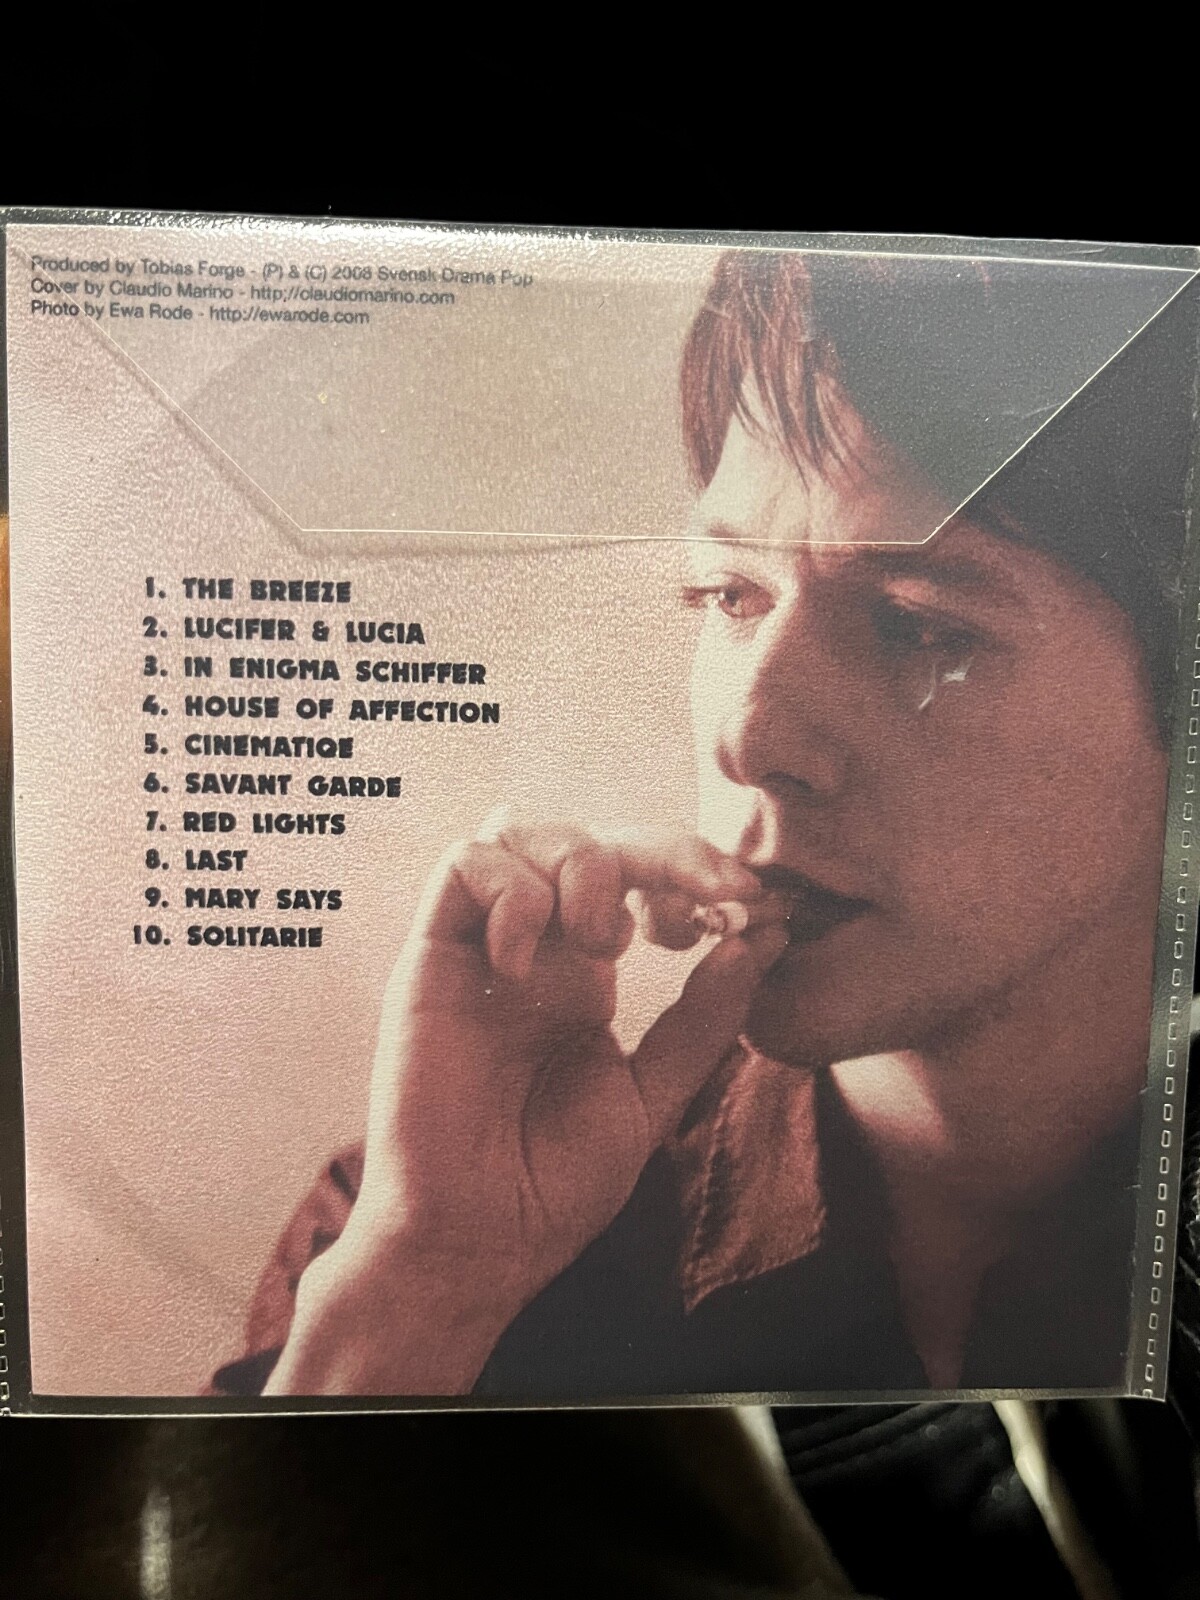 Produced by Tobias Forge - (P) & (C) 2008 Svensk Drama Pop
Cover by Claudio Marino - http;//claudiomarino.com
Photo by Ewa Rode - http://ewarode.com
1. THE BREEZE
2. LUCIFER & LUCIA
3. IN ENIGMA SCHIFFER
4. HOUSE OF AFFECTION
5. CINEMATIQE
6. SAVANT GARDE
7. RED LIGHTS
8. LAST
9. MARY SAYS
10. SOLITARIE